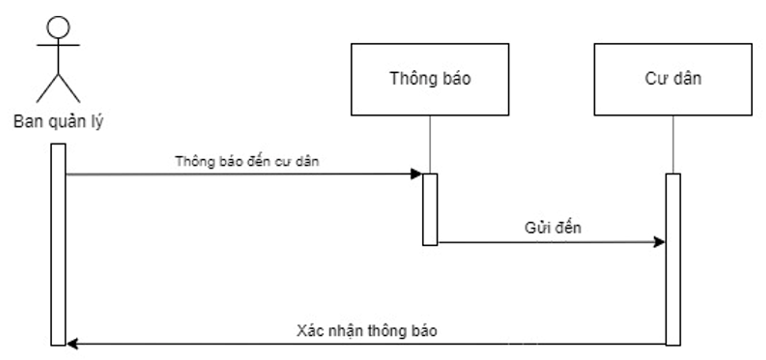 Thông báo
Cư dân
Ban quản lý
Thông báo đến cư dân
Gửi đến
Xác nhận thông báo